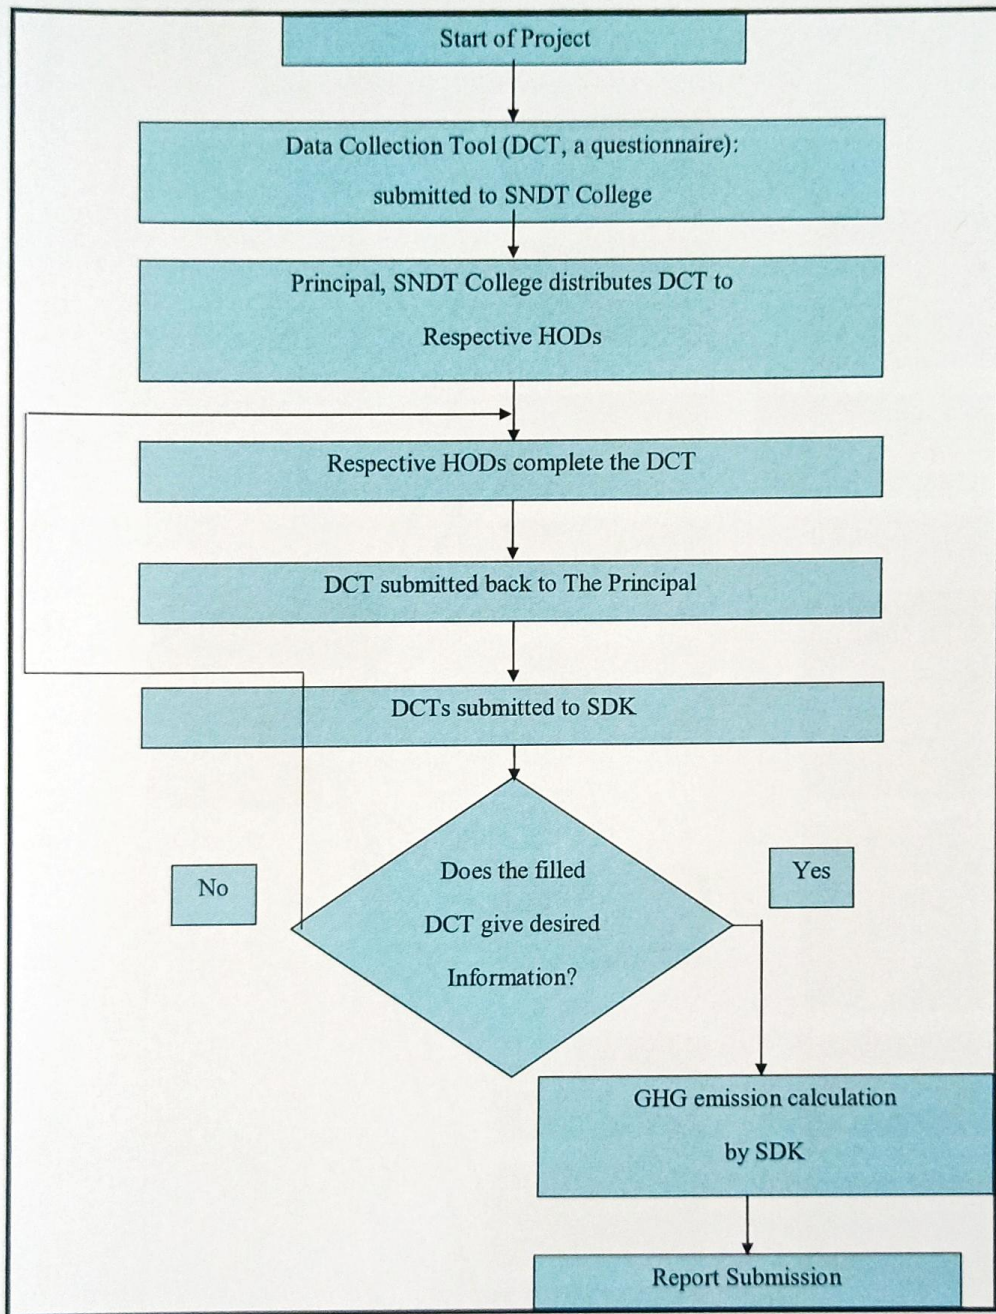 Start of Project
Data Collection Tool (DCT, a questionnaire):
submitted to SNDT College
Principal, SNDT College distributes DCT to
Respective HODs
Respective HODs complete the DCT
DCT submitted back to The Principal
DCTs submitted to SDK
Does the filled
DCT give desired
Information?
No
Yes
GHG emission calculation
by SDK
Report Submission